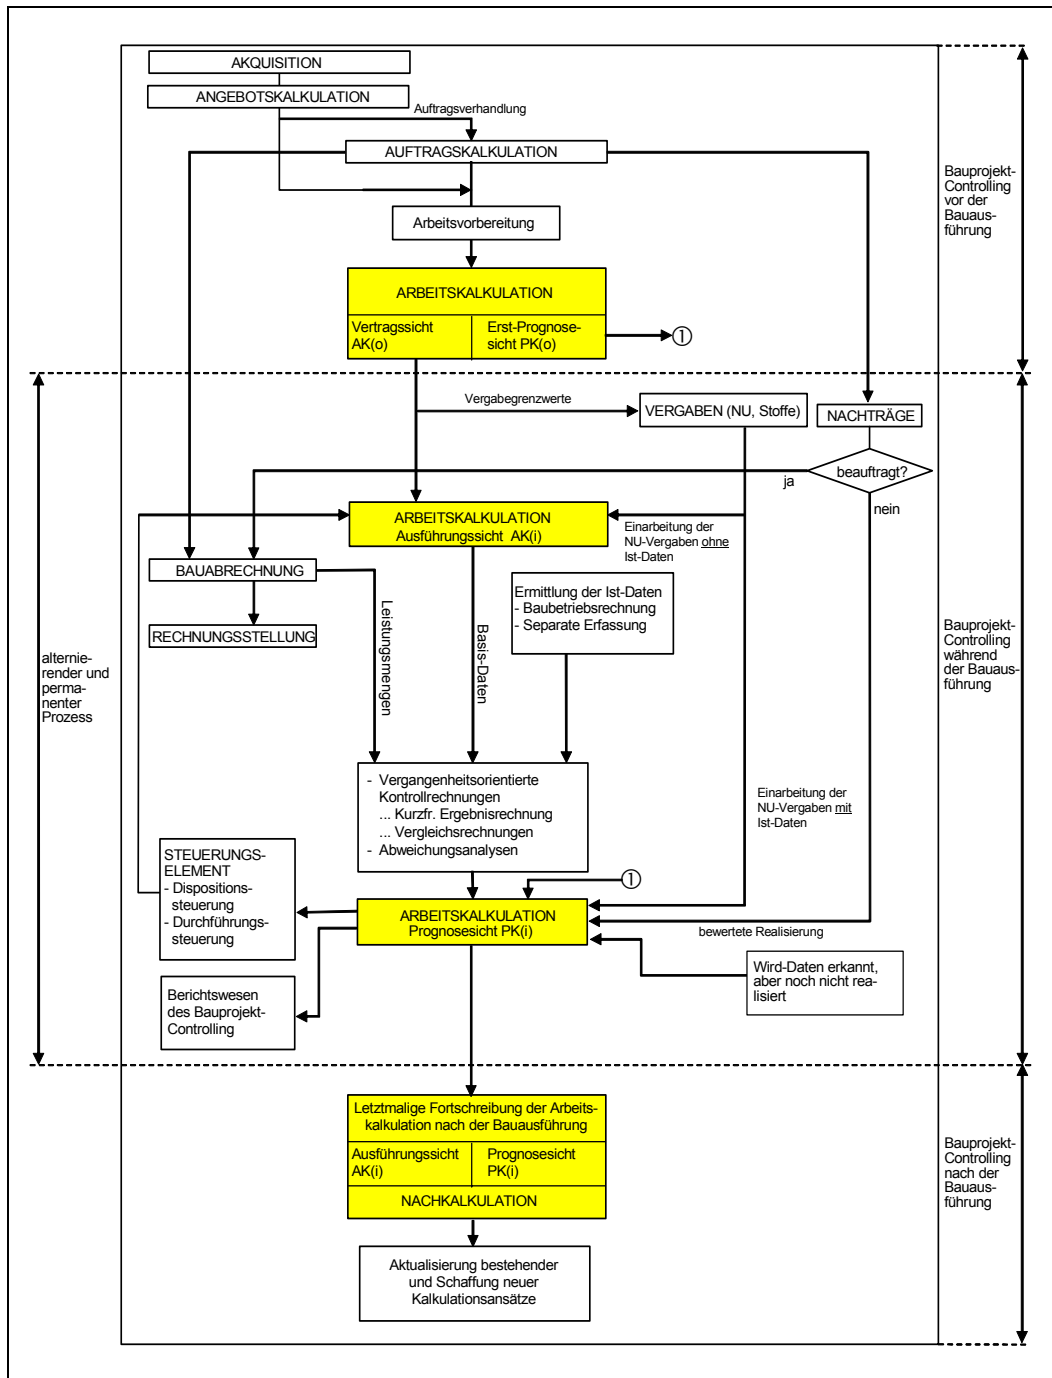 AKQUISITION
ANGEBOTSKALKULATION
Auftragsverhandlung
AUFTRAGSKALKULATION
Arbeitsvorbereitung
Bauprojekt-
Controlling
vor der
Bauaus-
führung
ARBEITSKALKULATION
Vertragssicht
AK(o)
Erst-Prognose-
sicht PK(o)
①
Vergabegrenzwerte
VERGABEN (NU, Stoffe)
NACHTRÄGE
beauftragt?
ja
nein
ARBEITSKALKULATION
Ausführungssicht AK(i)
Einarbeitung der
NU-Vergaben ohne
Ist-Daten
BAUABRECHNUNG
RECHNUNGSSTELLUNG
Leistungsmengen
Basis-Daten
Ermittlung der Ist-Daten
- Baubetriebsrechnung
- Separate Erfassung
alternie-
render und
perma-
nenter
Prozess
Bauprojekt-
Controlling
während
der Bauaus-
führung
- Vergangenheitsorientierte
Kontrollrechnungen
... Kurzfr. Ergebnisrechnung
... Vergleichsrechnungen
- Abweichungsanalysen
Einarbeitung der
NU-Vergaben mit
Ist-Daten
STEUERUNGS-
ELEMENT
- Dispositions-
steuerung
- Durchführungs-
steuerung
①
ARBEITSKALKULATION
Prognosesicht PK(i)
bewertete Realisierung
Wird-Daten erkannt,
aber noch nicht rea-
lisiert
Berichtswesen
des Bauprojekt-
Controlling
Letztmalige Fortschreibung der Arbeits-
kalkulation nach der Bauausführung
Ausführungssicht
AK(i)
Prognosesicht
PK(i)
NACHKALKULATION
Bauprojekt-
Controlling
nach der
Bauaus-
führung
Aktualisierung bestehender
und Schaffung neuer
Kalkulationsansätze